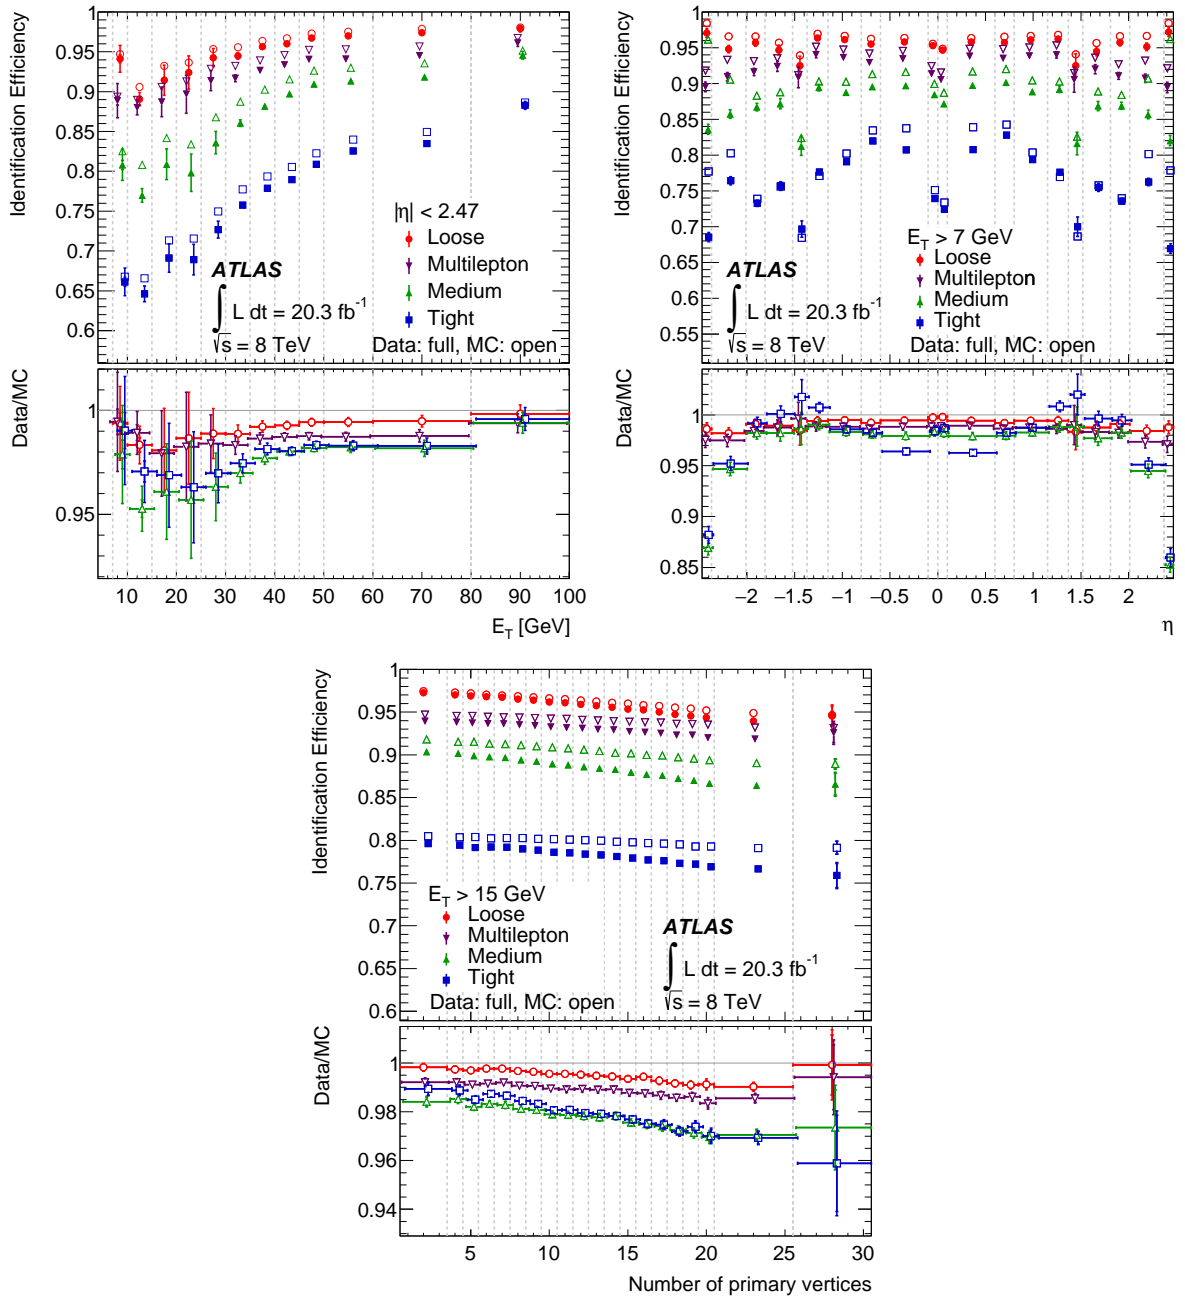 Identification Efficiency
0.95
0.9
0.85
0.8
0.75
0.7
0.65
0.6
|η| < 2.47
Loose
Multilepton
Medium
Tight
ATLAS
∫ L dt = 20.3 fb⁻¹
√s = 8 TeV
Data: full, MC: open
Data/MC
1
0.95
10 20 30 40 50 60 70 80 90 100
E_T [GeV]
Identification Efficiency
1
0.95
0.9
0.85
0.8
0.75
0.7
0.65
0.6
0.55
E_T > 7 GeV
Loose
Multilepton
Medium
Tight
ATLAS
∫ L dt = 20.3 fb⁻¹
√s = 8 TeV
Data: full, MC: open
Data/MC
1
0.95
0.9
0.85
−2 −1.5 −1 −0.5 0 0.5 1 1.5 2
η
Identification Efficiency
1
0.95
0.9
0.85
0.8
0.75
0.7
0.65
0.6
E_T > 15 GeV
Loose
Multilepton
Medium
Tight
Data: full, MC: open
ATLAS
∫ L dt = 20.3 fb⁻¹
√s = 8 TeV
Data/MC
1
0.98
0.96
0.94
5 10 15 20 25 30
Number of primary vertices